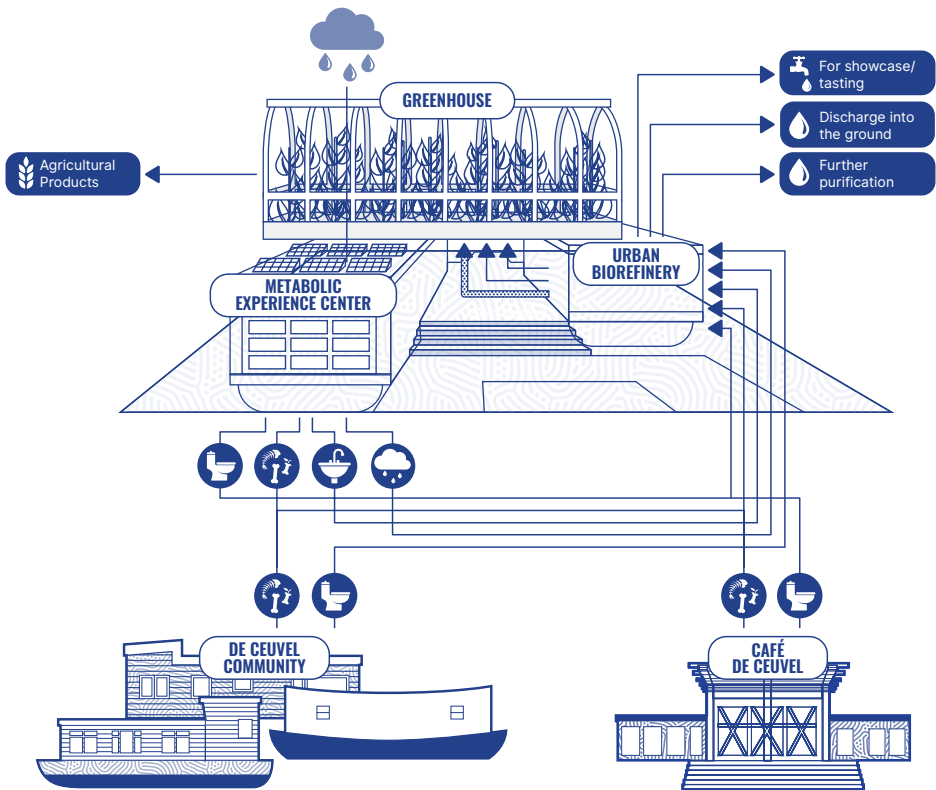 GREENHOUSE
For showcase/
tasting
Discharge into
the ground
Further
purification
Agricultural
Products
URBAN
BIOREFINERY
METABOLIC
EXPERIENCE CENTER
DE CEUVEL
COMMUNITY
CAFÉ
DE CEUVEL